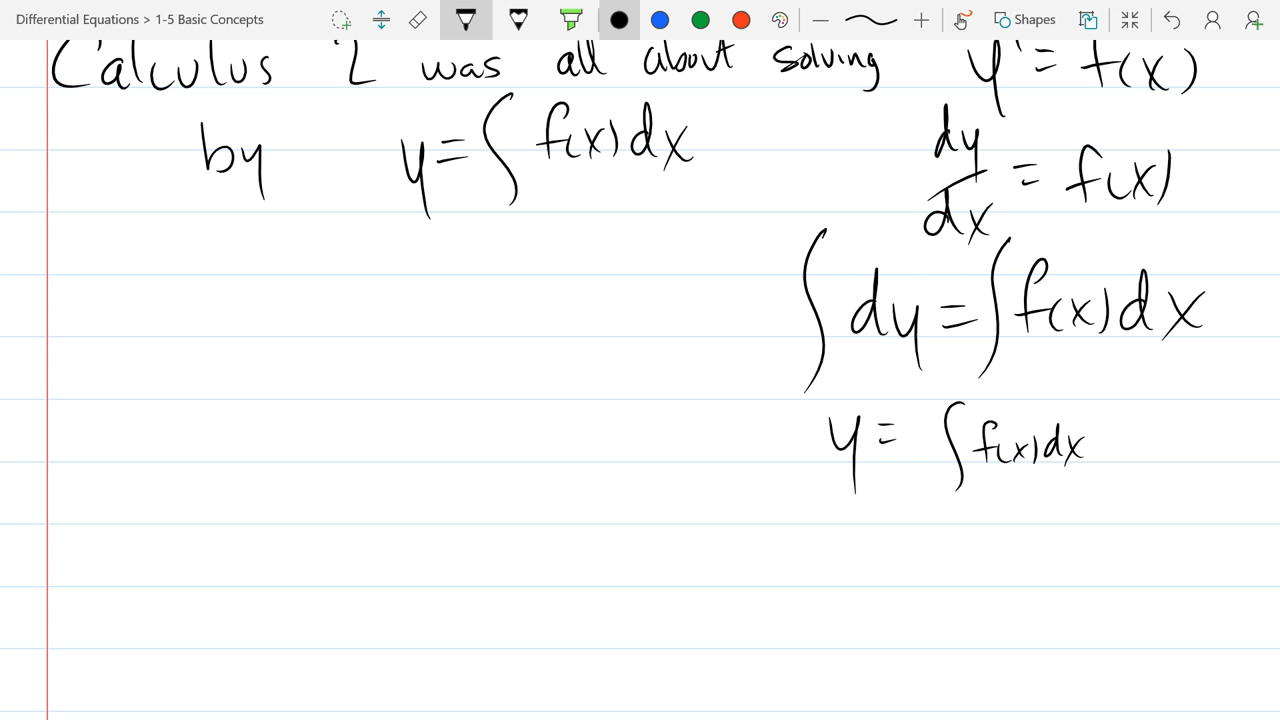 Differential Equations > 1-5 Basic Concepts
Shapes
Calculus 2 was all about solving y' = f(x)
by y = ∫ f(x) dx
dy/dx = f(x)
∫ dy = ∫ f(x) dx
y = ∫ f(x) dx